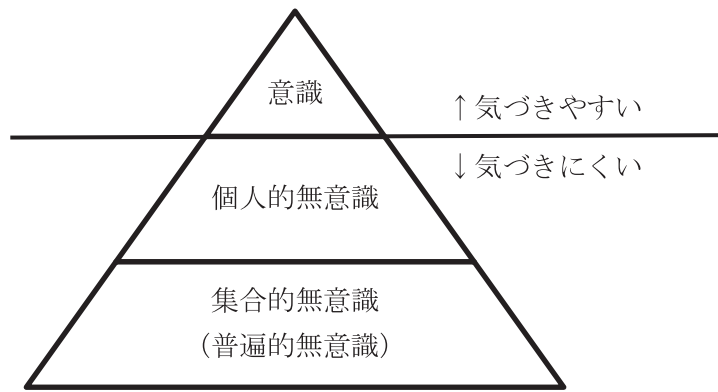 意識
↑気づきやすい
↓気づきにくい
個人的無意識
集合的無意識
（普遍的無意識）